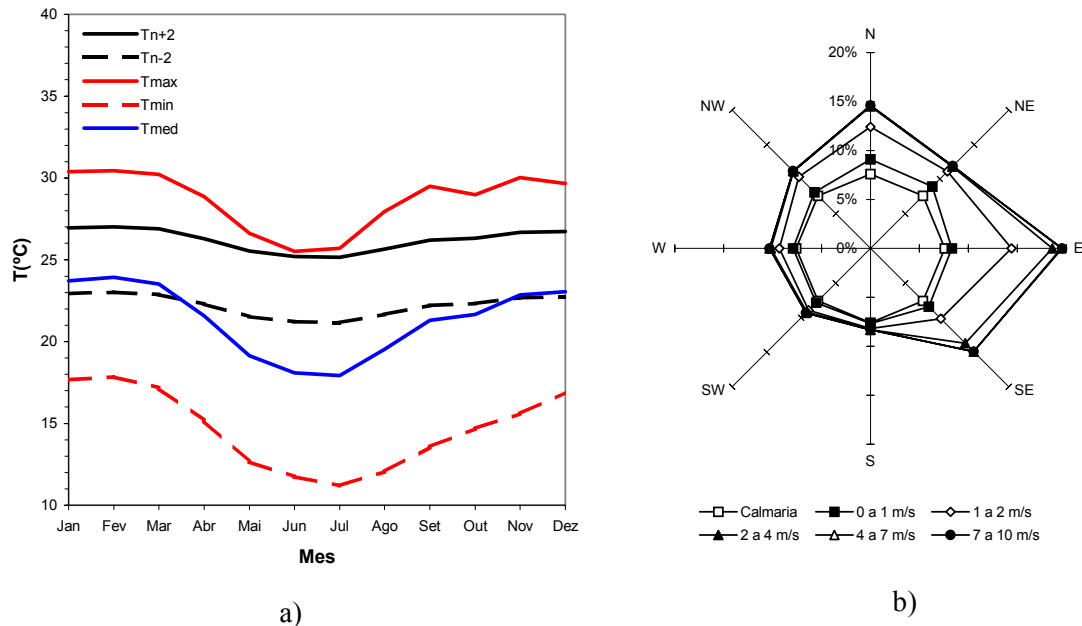 40
35
30
25
20
15
10
T(ºC)
Tn+2
Tn-2
Tmax
Tmin
Tmed
Jan Fev Mar Abr Mai Jun Jul Ago Set Out Nov Dez
Mes
a)
N
NE
E
SE
S
SW
W
NW
20%
15%
10%
5%
0%
Calmaria 0 a 1 m/s 1 a 2 m/s
2 a 4 m/s 4 a 7 m/s 7 a 10 m/s
b)